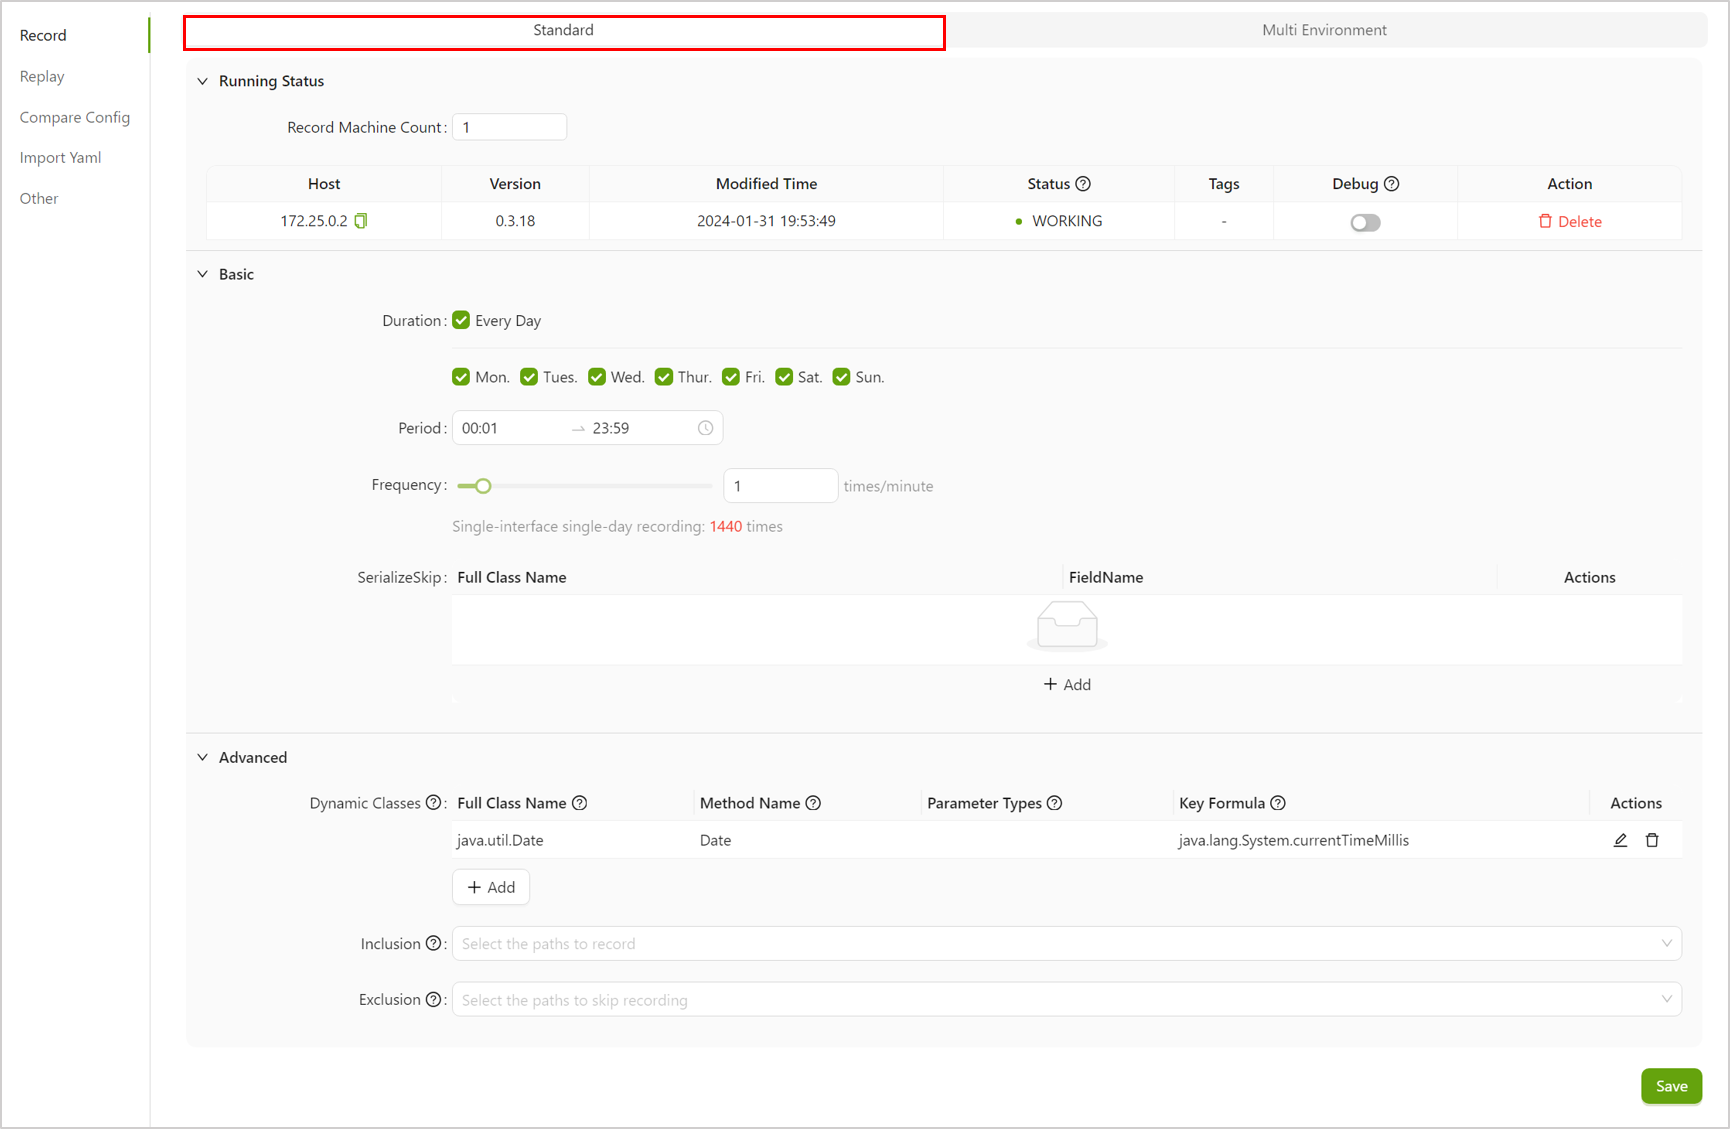 Record
Replay
Compare Config
Import Yaml
Other
Standard
Multi Environment
Running Status
Record Machine Count : 1
Host Version Modified Time Status Tags Debug Action
172.25.0.2 0.3.18 2024-01-31 19:53:49 WORKING - Delete
Basic
Duration : Every Day
Mon. Tues. Wed. Thur. Fri. Sat. Sun.
Period : 00:01 → 23:59
Frequency : 1 times/minute
Single-interface single-day recording: 1440 times
SerializeSkip : Full Class Name FieldName Actions
+ Add
Advanced
Dynamic Classes ? : Full Class Name ? Method Name ? Parameter Types ? Key Formula ? Actions
java.util.Date Date java.lang.System.currentTimeMillis
+ Add
Inclusion ? : Select the paths to record
Exclusion ? : Select the paths to skip recording
Save